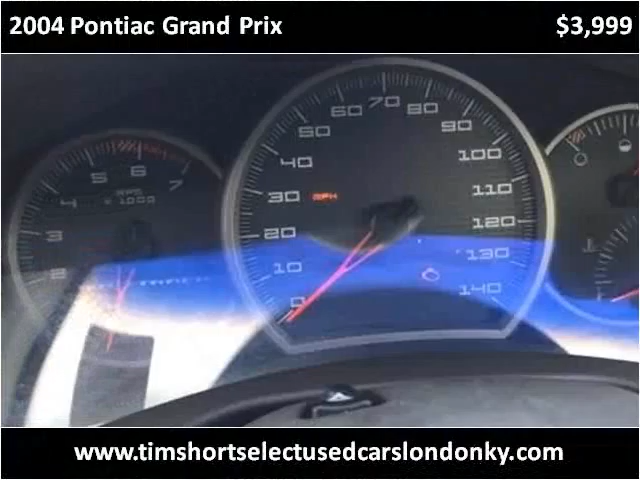 2004 Pontiac Grand Prix $3,999
60 70 80
50 90
40 100
30 MPH 110
20 120
10 130
0 140
5 6 7
4
RPM
x 1000
3
2
www.timshortselectusedcarslondonky.com